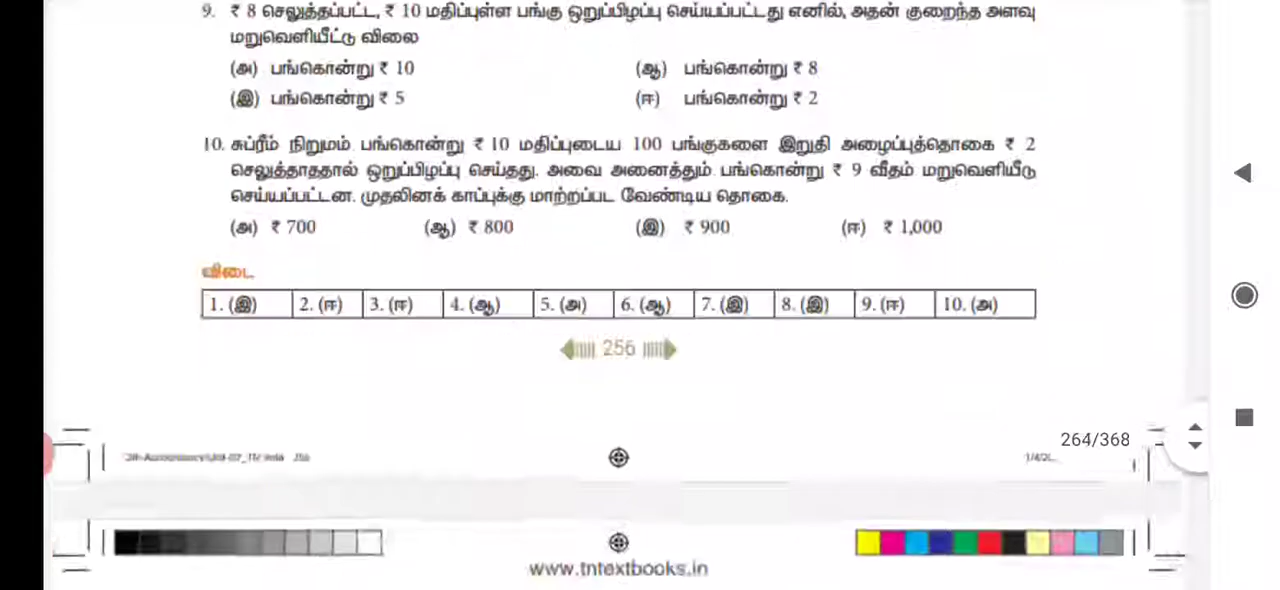 9. ₹ 8 செலுத்தப்பட்ட, ₹ 10 மதிப்புள்ள பங்கு ஒறுப்பிழப்பு செய்யப்பட்டது எனில், அதன் குறைந்த அளவு
மறுவெளியீட்டு விலை
(அ) பங்கொன்று ₹ 10 (ஆ) பங்கொன்று ₹ 8
(இ) பங்கொன்று ₹ 5 (ஈ) பங்கொன்று ₹ 2
10. சுப்ரீம் நிறுமம் பங்கொன்று ₹ 10 மதிப்புடைய 100 பங்குகளை இறுதி அழைப்புத்தொகை ₹ 2
செலுத்தாததால் ஒறுப்பிழப்பு செய்தது. அவை அனைத்தும் பங்கொன்று ₹ 9 வீதம் மறுவெளியீடு
செய்யப்பட்டன. முதலினக் காப்புக்கு மாற்றப்பட வேண்டிய தொகை.
(அ) ₹ 700 (ஆ) ₹ 800 (இ) ₹ 900 (ஈ) ₹ 1,000
விடை
1. (இ) 2. (ஈ) 3. (ஈ) 4. (ஆ) 5. (அ) 6. (ஆ) 7. (இ) 8. (இ) 9. (ஈ) 10. (அ)
256
264/368
www.tntextbooks.in